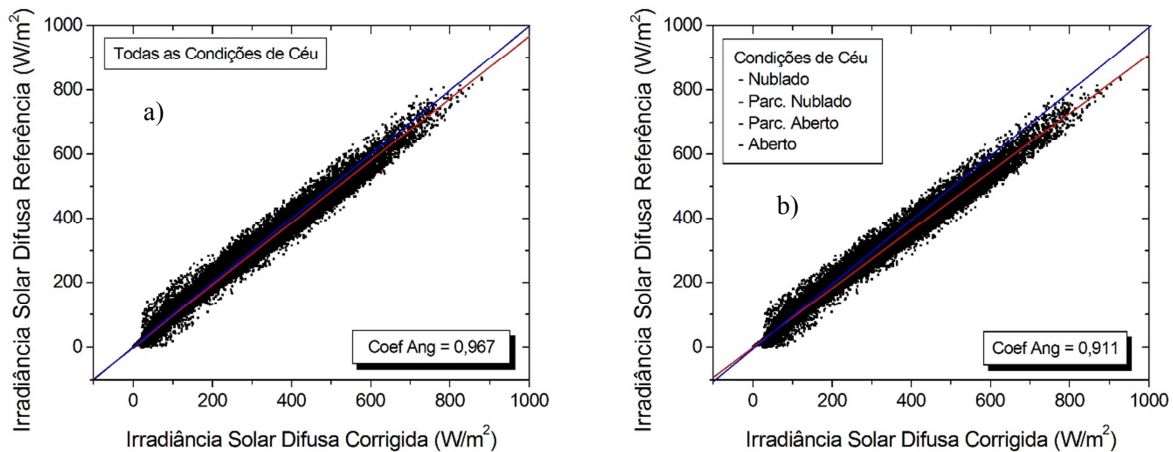 Irradiância Solar Difusa Referência (W/m²)
1000
800
600
400
200
0
Todas as Condições de Céu
a)
Coef Ang = 0,967
0 200 400 600 800 1000
Irradiância Solar Difusa Corrigida (W/m²)
Irradiância Solar Difusa Referência (W/m²)
1000
800
600
400
200
0
Condições de Céu
- Nublado
- Parc. Nublado
- Parc. Aberto
- Aberto
b)
Coef Ang = 0,911
0 200 400 600 800 1000
Irradiância Solar Difusa Corrigida (W/m²)